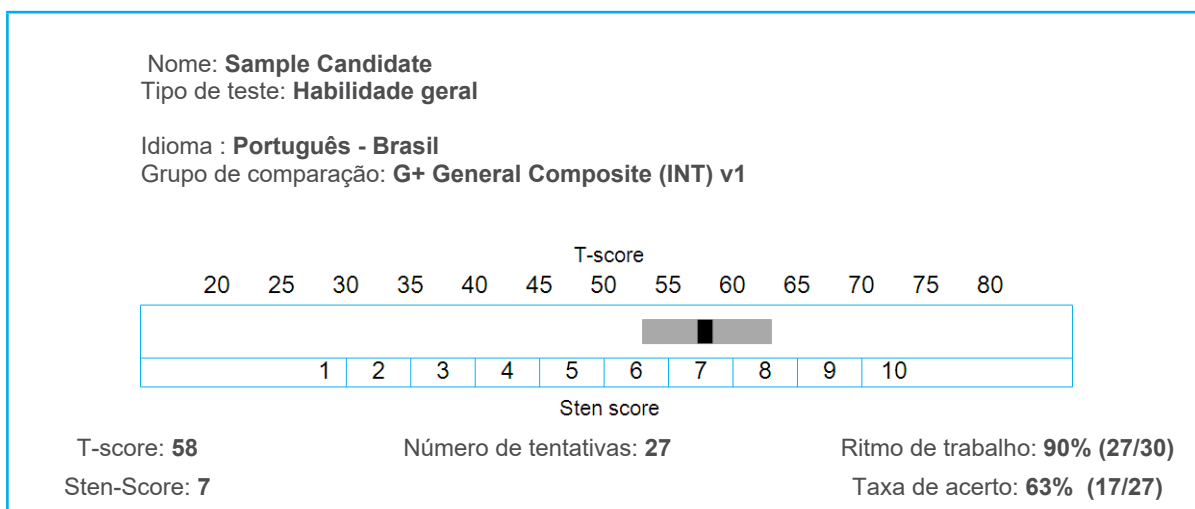 Nome: Sample Candidate
Tipo de teste: Habilidade geral
Idioma : Português - Brasil
Grupo de comparação: G+ General Composite (INT) v1
T-score
20 25 30 35 40 45 50 55 60 65 70 75 80
1 2 3 4 5 6 7 8 9 10
Sten score
T-score: 58 Número de tentativas: 27 Ritmo de trabalho: 90% (27/30)
Sten-Score: 7 Taxa de acerto: 63% (17/27)